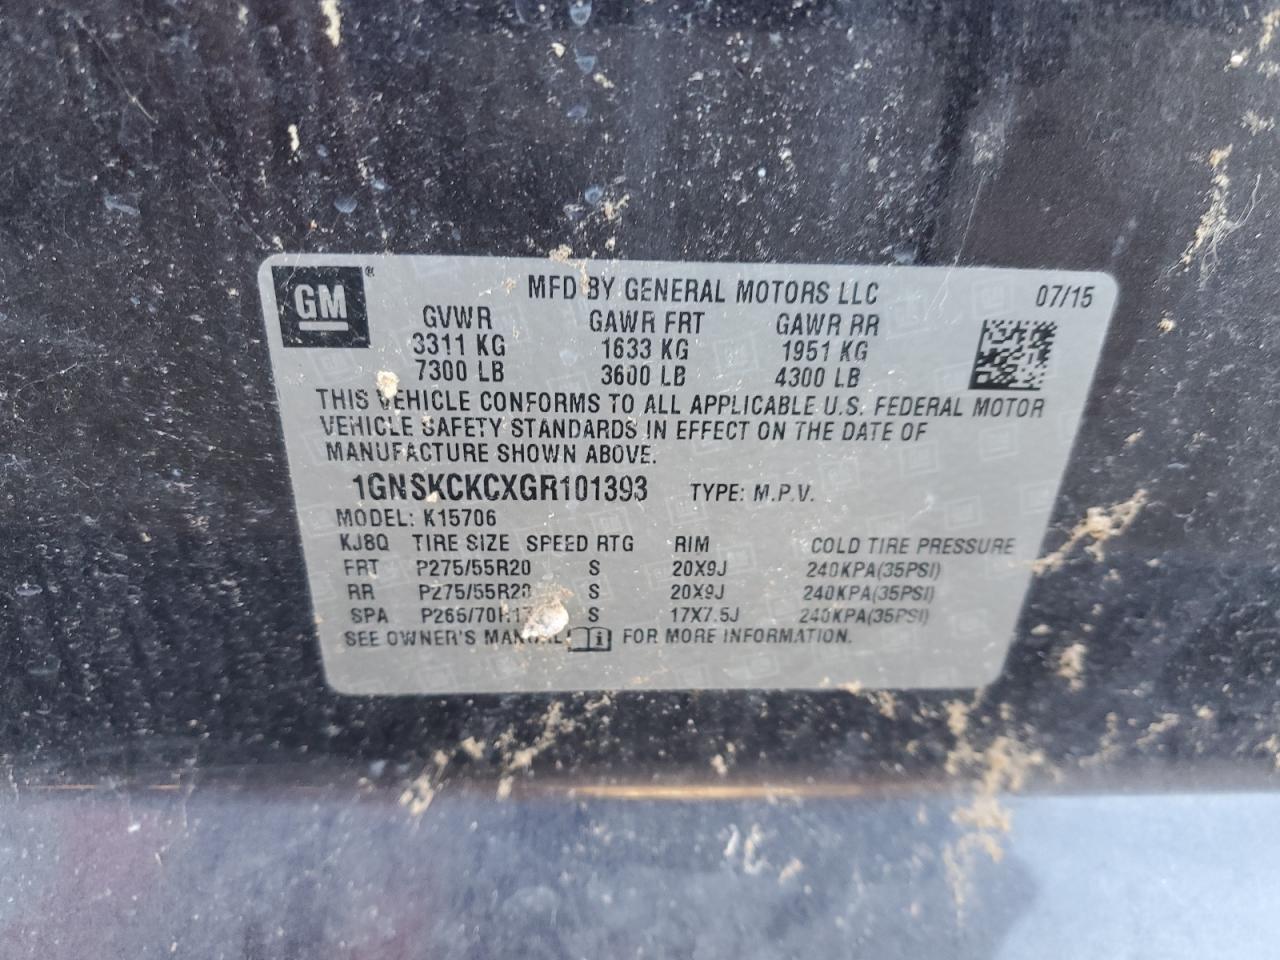 GM®
MFD BY GENERAL MOTORS LLC 07/15
GVWR GAWR FRT GAWR RR
3311 KG 1633 KG 1951 KG
7300 LB 3600 LB 4300 LB
THIS VEHICLE CONFORMS TO ALL APPLICABLE U.S. FEDERAL MOTOR
VEHICLE SAFETY STANDARDS IN EFFECT ON THE DATE OF
MANUFACTURE SHOWN ABOVE.
1GNSKCKCXGR101393 TYPE: M.P.V.
MODEL: K15706
KJ8Q TIRE SIZE SPEED RTG RIM COLD TIRE PRESSURE
FRT P275/55R20 S 20X9J 240KPA(35PSI)
RR P275/55R20 S 20X9J 240KPA(35PSI)
SPA P265/70R17 S 17X7.5J 240KPA(35PSI)
SEE OWNER'S MANUAL FOR MORE INFORMATION.